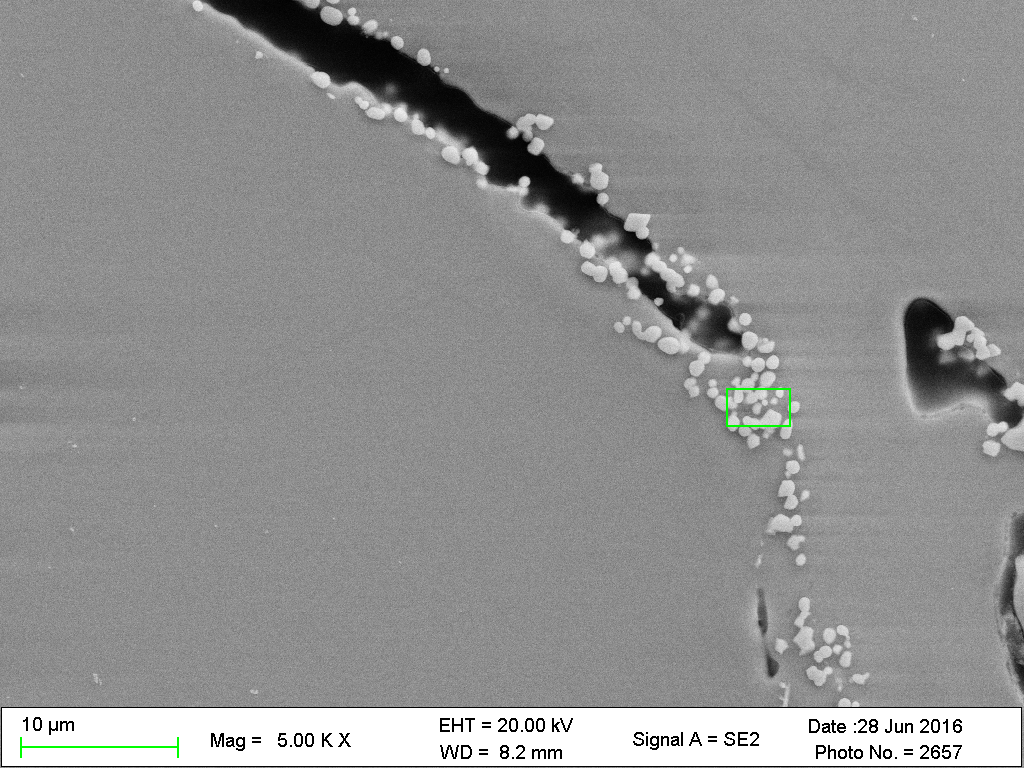 10 µm
Mag = 5.00 K X
EHT = 20.00 kV
WD = 8.2 mm
Signal A = SE2
Date :28 Jun 2016
Photo No. = 2657